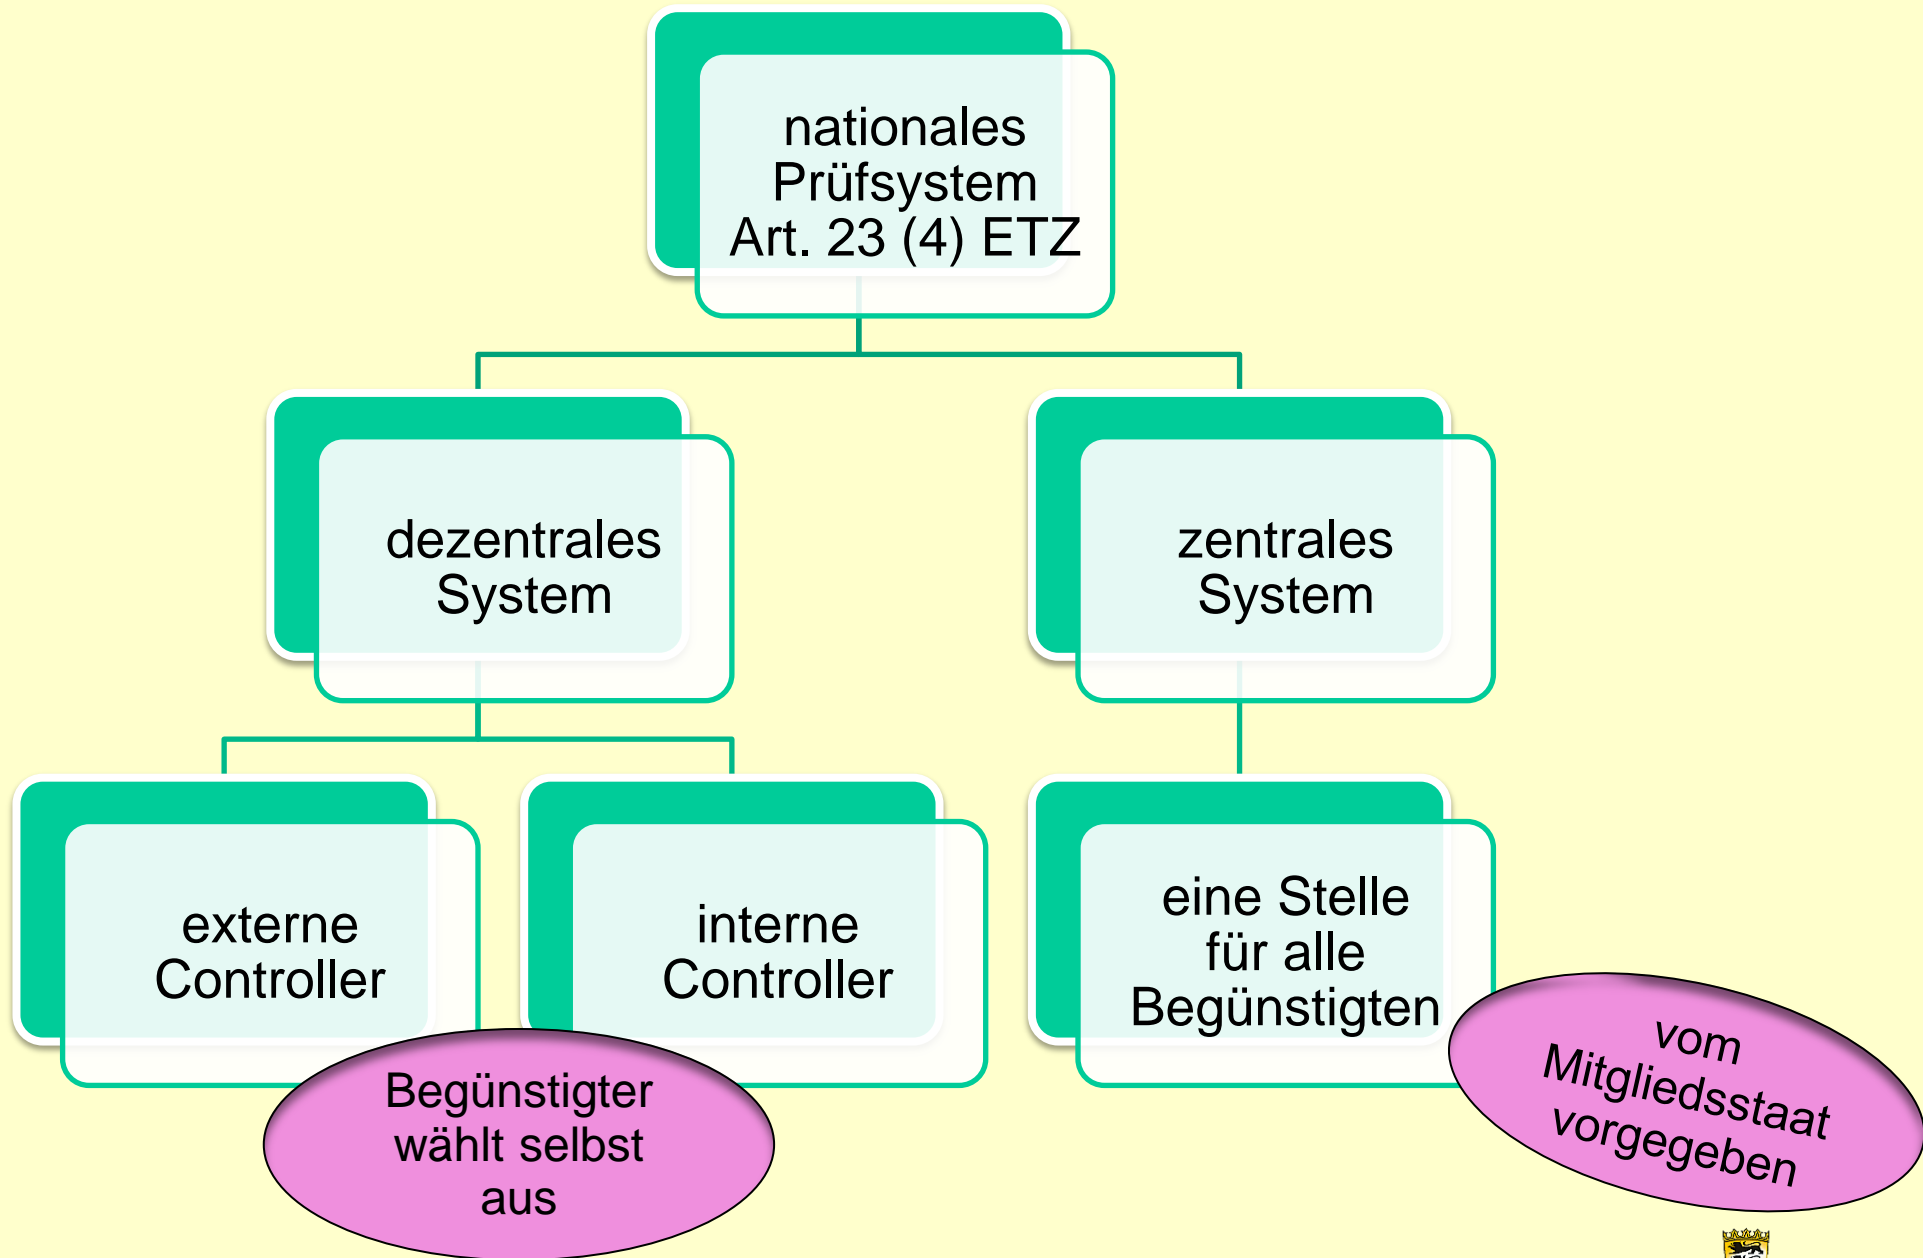 nationales
Prüfsystem
Art. 23 (4) ETZ
dezentrales
System
zentrales
System
externe
Controller
interne
Controller
eine Stelle
für alle
Begünstigten
Begünstigter
wählt selbst
aus
vom
Mitgliedsstaat
vorgegeben